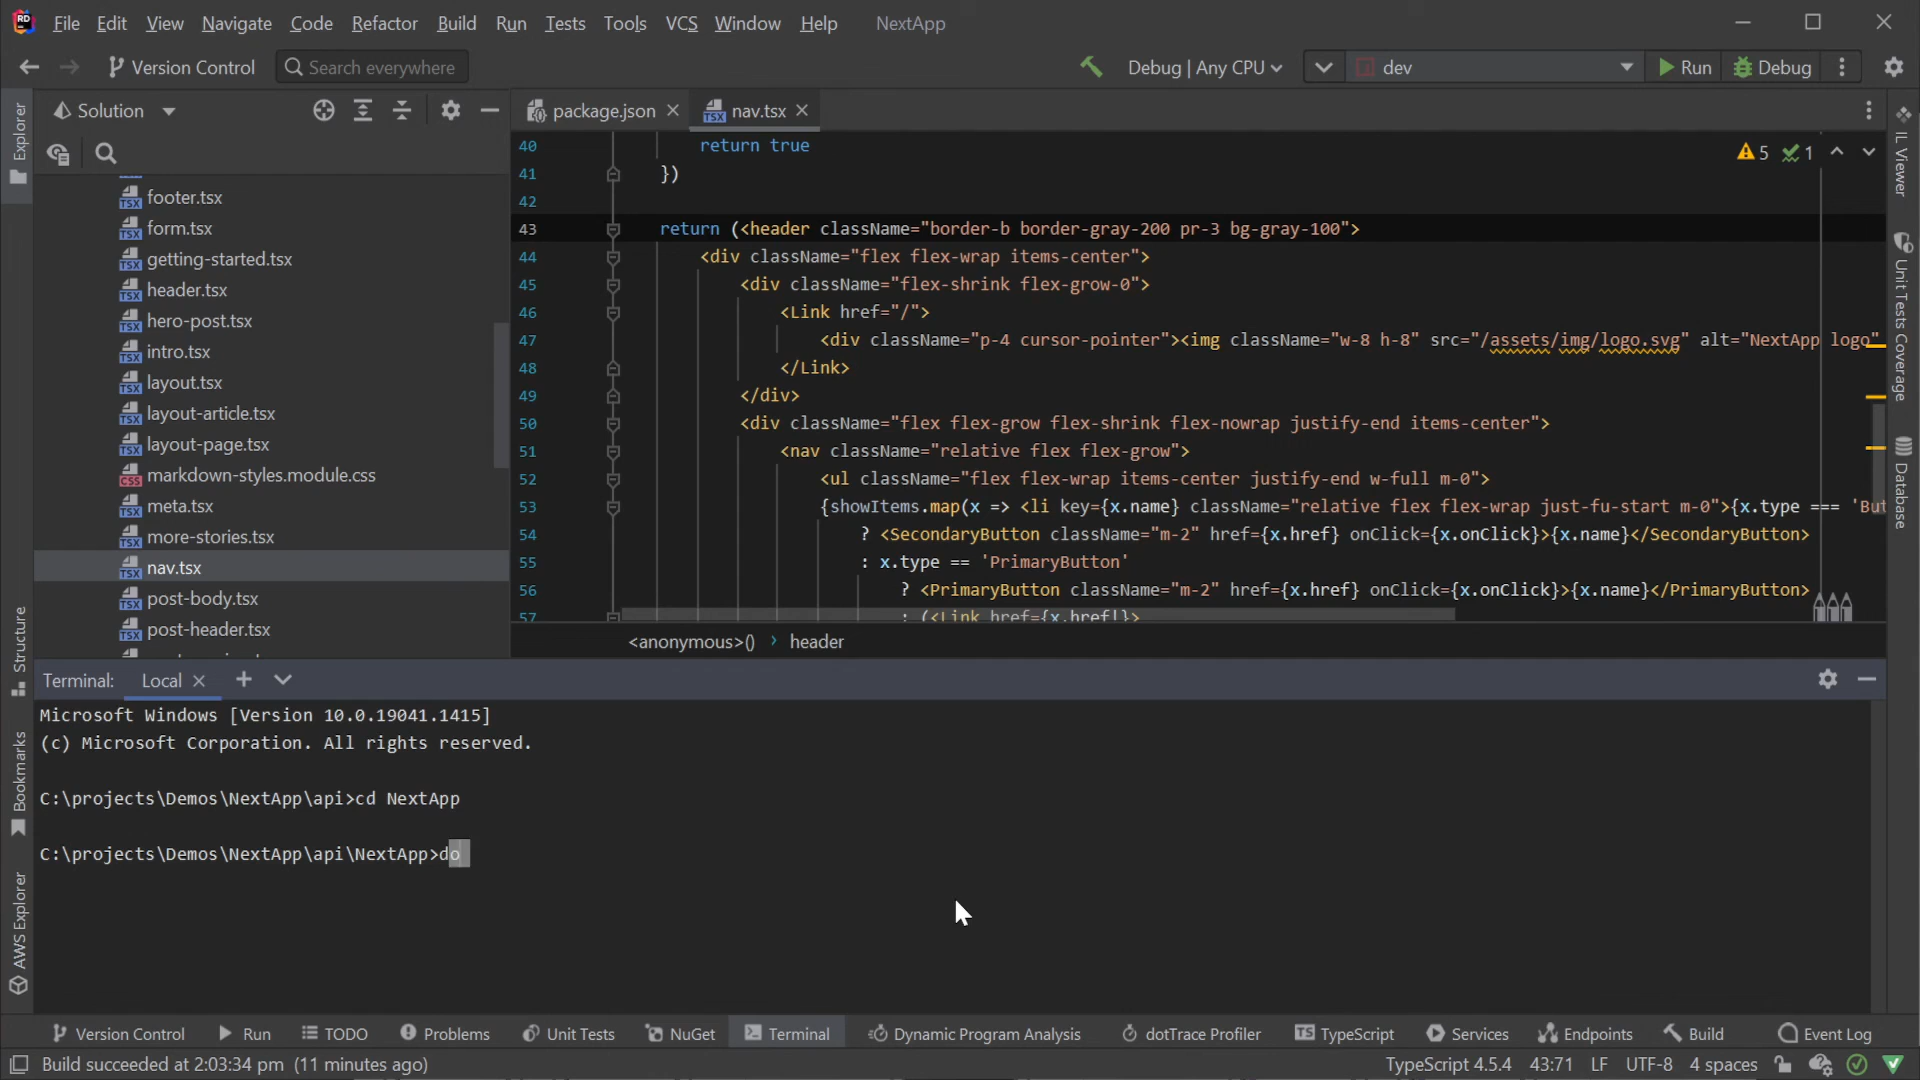 File Edit View Navigate Code Refactor Build Run Tests Tools VCS Window Help NextApp
Version Control Search everywhere Debug | Any CPU dev Run Debug
Solution package.json nav.tsx
Explorer
footer.tsx
form.tsx
getting-started.tsx
header.tsx
hero-post.tsx
intro.tsx
layout.tsx
layout-article.tsx
layout-page.tsx
markdown-styles.module.css
meta.tsx
more-stories.tsx
nav.tsx
post-body.tsx
post-header.tsx
40 return true
41 })
42
43 return (<header className="border-b border-gray-200 pr-3 bg-gray-100">
44 <div className="flex flex-wrap items-center">
45 <div className="flex-shrink flex-grow-0">
46 <Link href="/">
47 <div className="p-4 cursor-pointer"><img className="w-8 h-8" src="/assets/img/logo.svg" alt="NextApp logo"
48 </Link>
49 </div>
50 <div className="flex flex-grow flex-shrink flex-nowrap justify-end items-center">
51 <nav className="relative flex flex-grow">
52 <ul className="flex flex-wrap items-center justify-end w-full m-0">
53 {showItems.map(x => <li key={x.name} className="relative flex flex-wrap just-fu-start m-0">{x.type === 'But
54 ? <SecondaryButton className="m-2" href={x.href} onClick={x.onClick}>{x.name}</SecondaryButton>
55 : x.type == 'PrimaryButton'
56 ? <PrimaryButton className="m-2" href={x.href} onClick={x.onClick}>{x.name}</PrimaryButton>
57 : (<Link href={x.href!}>
5 1
<anonymous>() › header
IL Viewer
Unit Tests Coverage
Database
Structure
Bookmarks
AWS Explorer
Terminal: Local
Microsoft Windows [Version 10.0.19041.1415]
(c) Microsoft Corporation. All rights reserved.
C:\projects\Demos\NextApp\api>cd NextApp
C:\projects\Demos\NextApp\api\NextApp>do
Version Control Run TODO Problems Unit Tests NuGet Terminal Dynamic Program Analysis dotTrace Profiler TypeScript Services Endpoints Build Event Log
Build succeeded at 2:03:34 pm (11 minutes ago) TypeScript 4.5.4 43:71 LF UTF-8 4 spaces